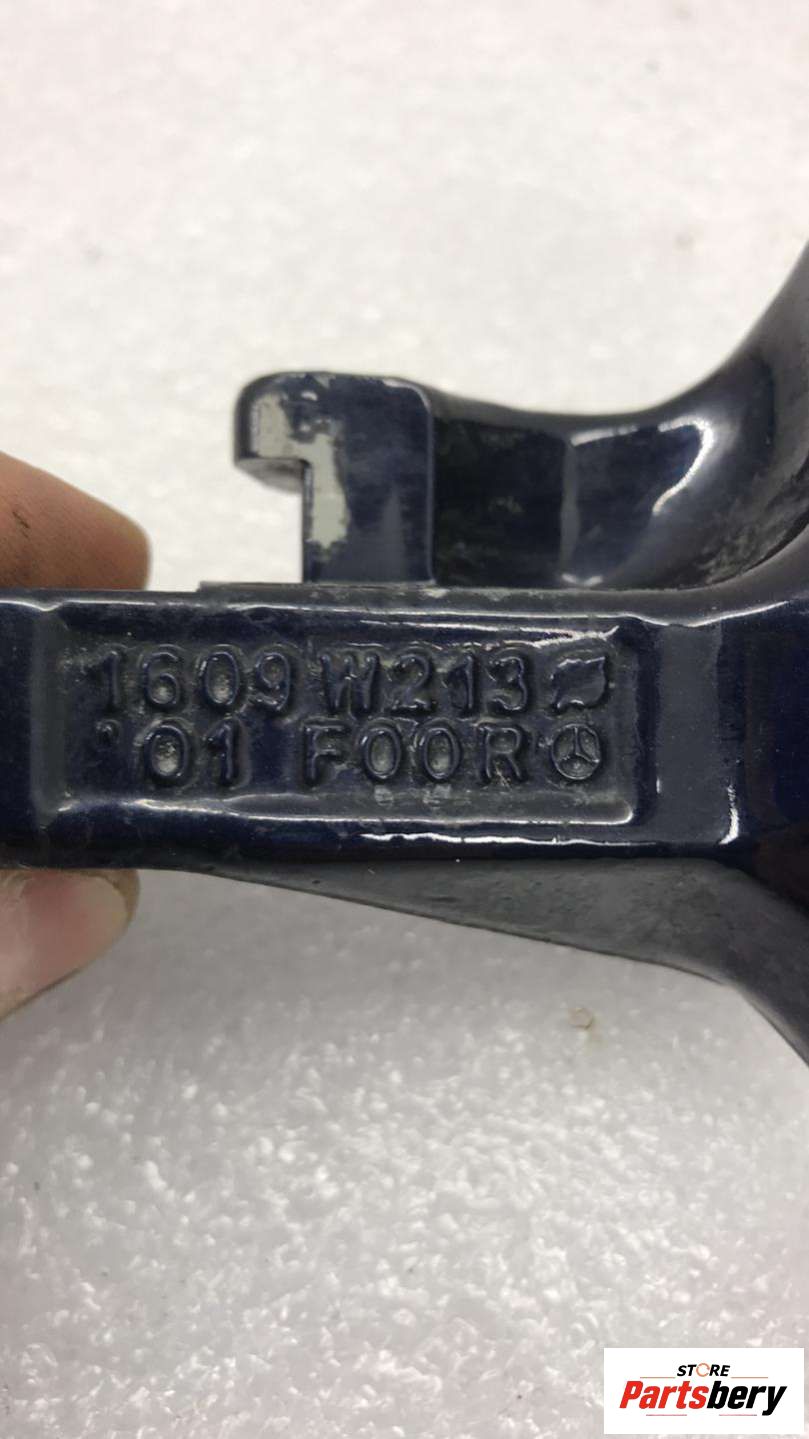 1609 W213
'01 F00R
STORE
Partsbery